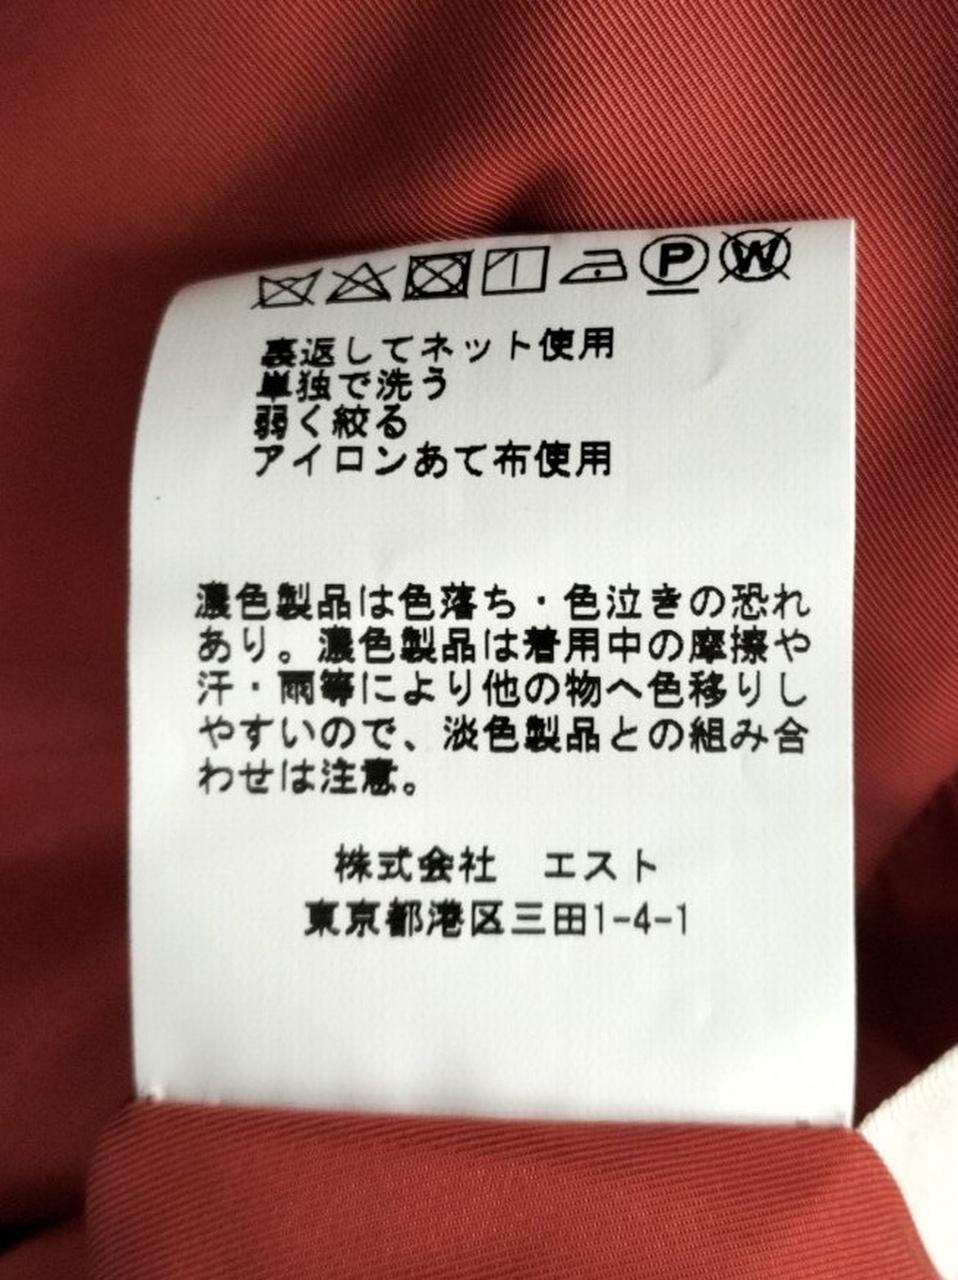 P W
裏返してネット使用
単独で洗う
弱く絞る
アイロンあて布使用
濃色製品は色落ち・色泣きの恐れ
あり。濃色製品は着用中の摩擦や
汗・雨等により他の物へ色移りし
やすいので、淡色製品との組み合
わせは注意。
株式会社 エスト
東京都港区三田1-4-1